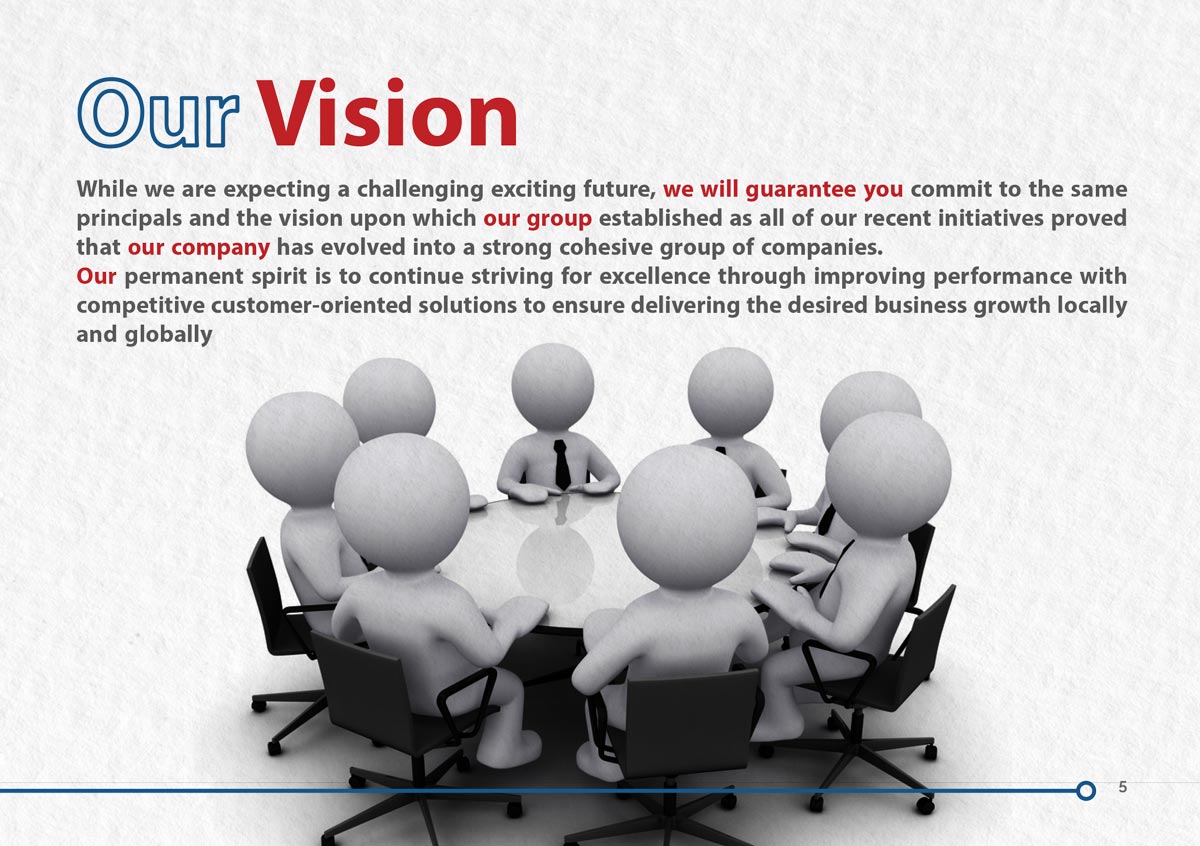 Our Vision
While we are expecting a challenging exciting future, we will guarantee you commit to the same
principals and the vision upon which our group established as all of our recent initiatives proved
that our company has evolved into a strong cohesive group of companies.
Our permanent spirit is to continue striving for excellence through improving performance with
competitive customer-oriented solutions to ensure delivering the desired business growth locally
and globally
5